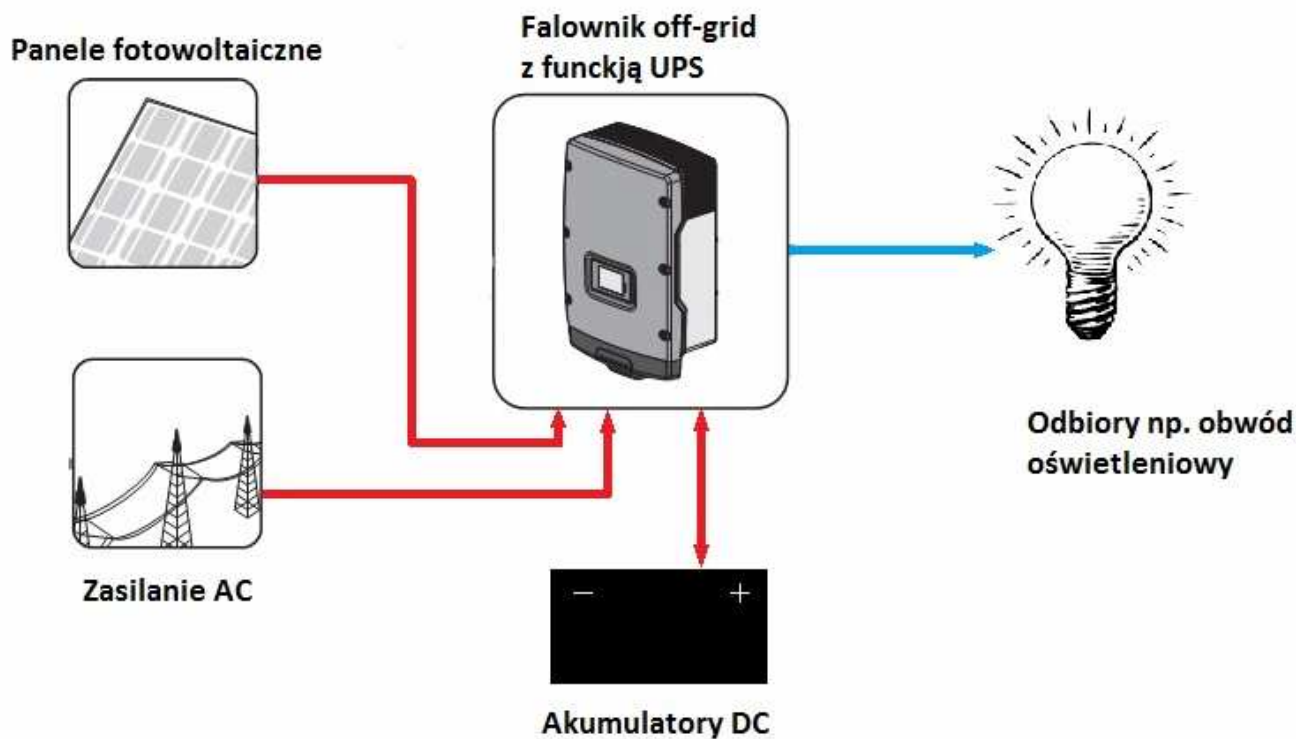 Panele fotowoltaiczne
Falownik off-grid
z funckją UPS
Odbiory np. obwód
oświetleniowy
Zasilanie AC
− +
Akumulatory DC